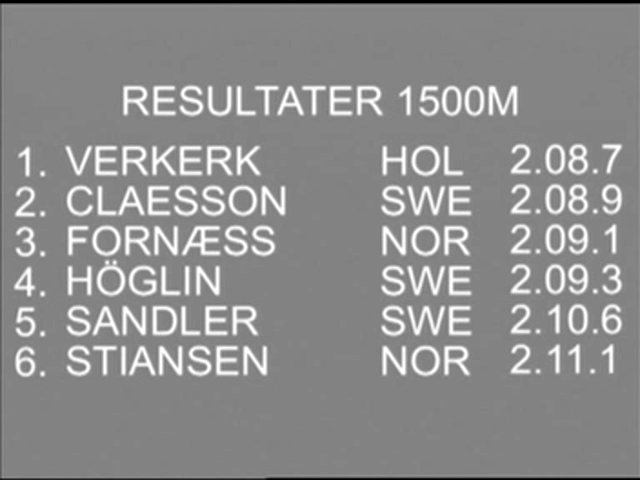 RESULTATER 1500M
1. VERKERK HOL 2.08.7
2. CLAESSON SWE 2.08.9
3. FORNÆSS NOR 2.09.1
4. HÖGLIN SWE 2.09.3
5. SANDLER SWE 2.10.6
6. STIANSEN NOR 2.11.1